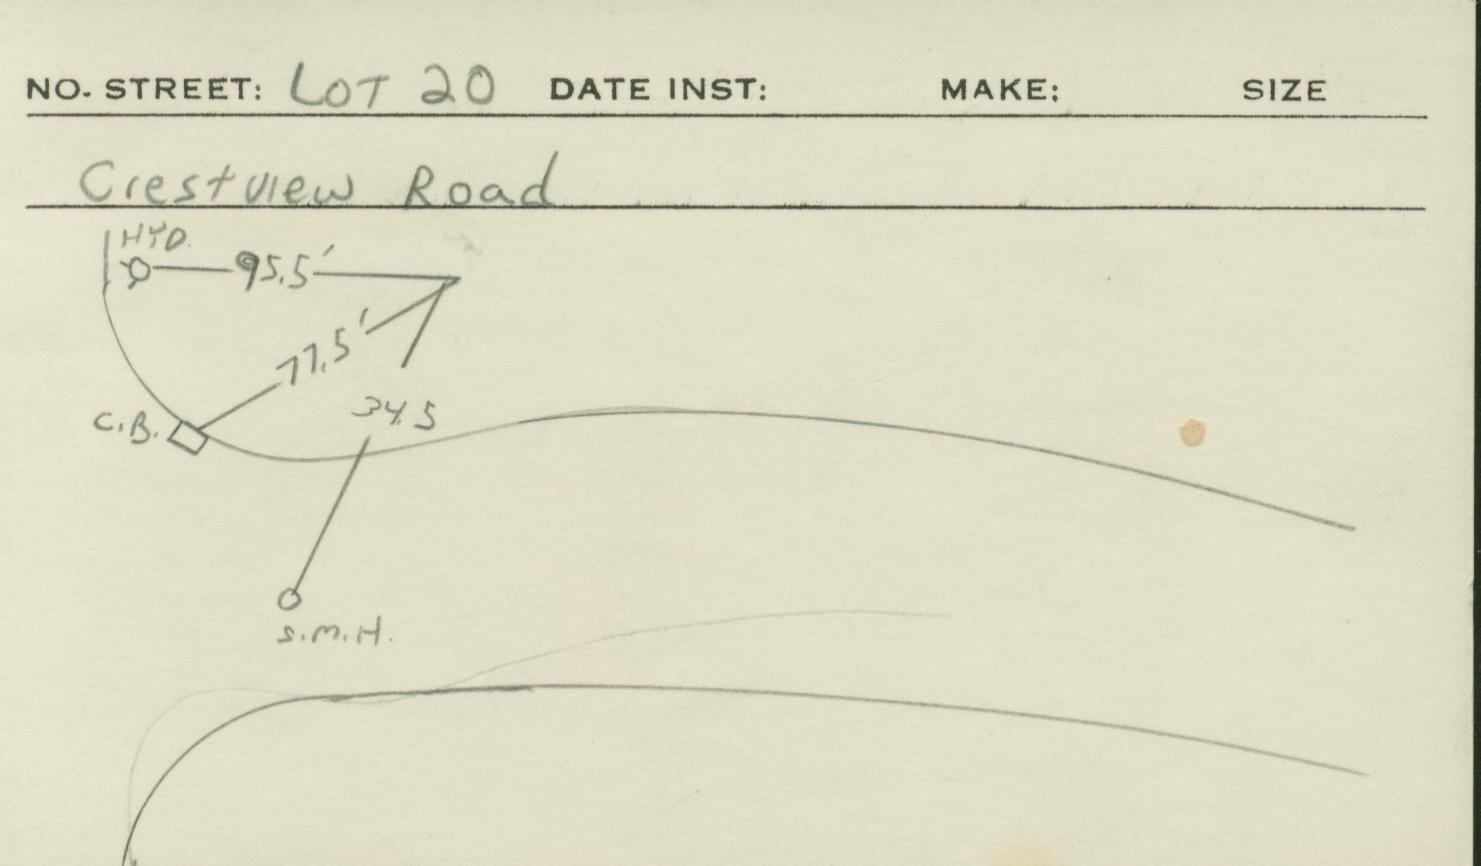 NO. STREET: LOT 20 DATE INST: MAKE: SIZE
Crestview Road
HYD.
95.5'
77.5'
34.5
C.B.
S.M.H.